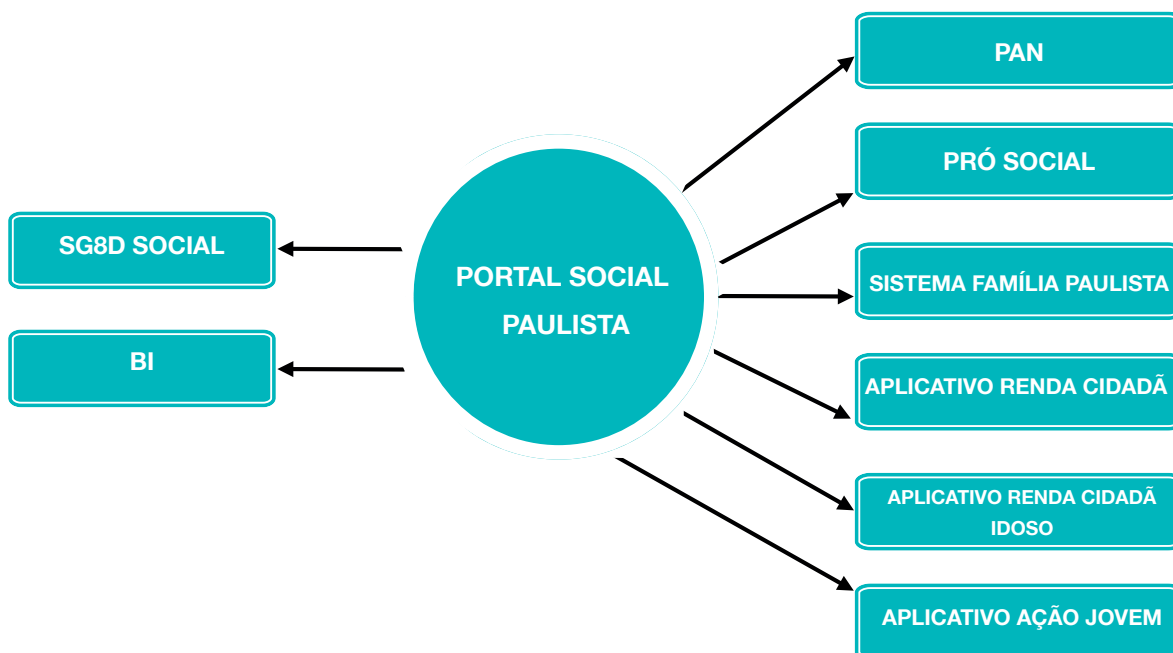 SG8D SOCIAL
BI
PORTAL SOCIAL
PAULISTA
PAN
PRÓ SOCIAL
SISTEMA FAMÍLIA PAULISTA
APLICATIVO RENDA CIDADÃ
APLICATIVO RENDA CIDADÃ
IDOSO
APLICATIVO AÇÃO JOVEM